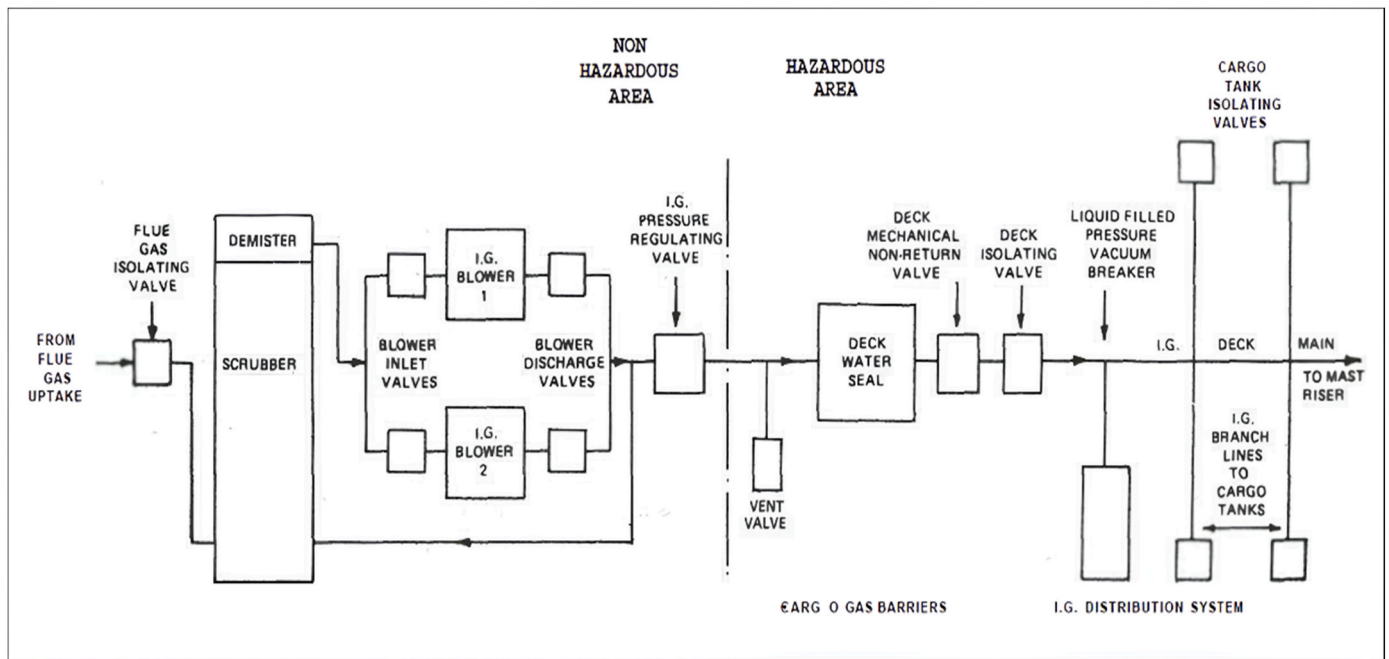 NON
HAZARDOUS
AREA
HAZARDOUS
AREA
CARGO
TANK
ISOLATING
VALVES
FLUE
GAS
ISOLATING
VALVE
DEMISTER
I.G.
BLOWER
1
I.G.
PRESSURE
REGULATING
VALVE
DECK
MECHANICAL
NON-RETURN
VALVE
DECK
ISOLATING
VALVE
LIQUID FILLED
PRESSURE
VACUUM
BREAKER
FROM
FLUE
GAS
UPTAKE
SCRUBBER
BLOWER
INLET
VALVES
BLOWER
DISCHARGE
VALVES
DECK
WATER
SEAL
I.G. DECK MAIN
TO MAST
RISER
I.G.
BLOWER
2
VENT
VALVE
I.G.
BRANCH
LINES
TO
CARGO
TANKS
€ARG O GAS BARRIERS
I.G. DISTRIBUTION SYSTEM